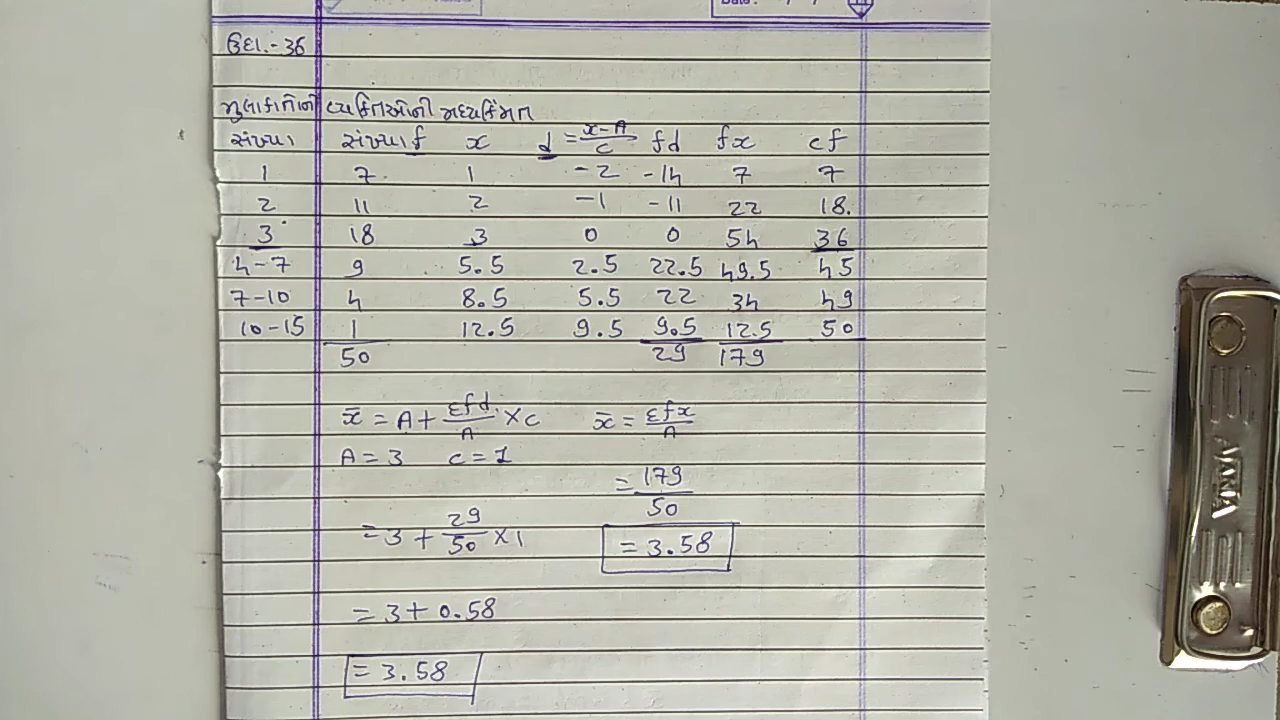 Date :
ઉદા.-36
મુલાકાતોની વ્યકિતઓની મધ્યકિંમત
સંખ્યા સંખ્યા f x d = x-A/c fd fx cf
1 7 1 -2 -14 7 7
2 11 2 -1 -11 22 18.
3 18 3 0 0 54 36
4-7 9 5.5 2.5 22.5 49.5 45
7-10 4 8.5 5.5 22 34 49
10-15 1 12.5 9.5 9.5 12.5 50
50 29 179
x̄ = A + Σfd/A × C x̄ = Σfx/A
A = 3 C = 1
= 179/50
= 3 + 29/50 × 1
= 3.58
= 3 + 0.58
= 3.58
AJANTA